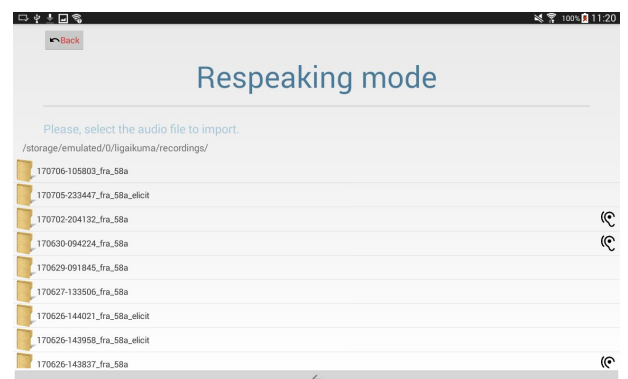 100% 11:20
Back
Respeaking mode
Please, select the audio file to import.
/storage/emulated/0/ligaikuma/recordings/
170706-105803_fra_58a
170705-233447_fra_58a_elicit
170702-204132_fra_58a
170630-094224_fra_58a
170629-091845_fra_58a
170627-133506_fra_58a
170626-144021_fra_58a_elicit
170626-143958_fra_58a_elicit
170626-143837_fra_58a